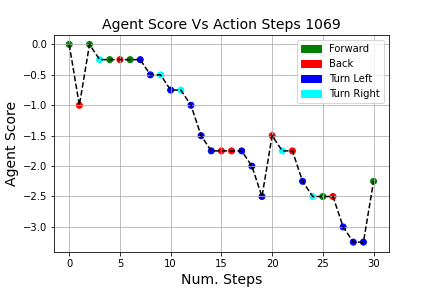 Agent Score Vs Action Steps 1069
Agent Score
0.0
−0.5
−1.0
−1.5
−2.0
−2.5
−3.0
Forward
Back
Turn Left
Turn Right
0 5 10 15 20 25 30
Num. Steps